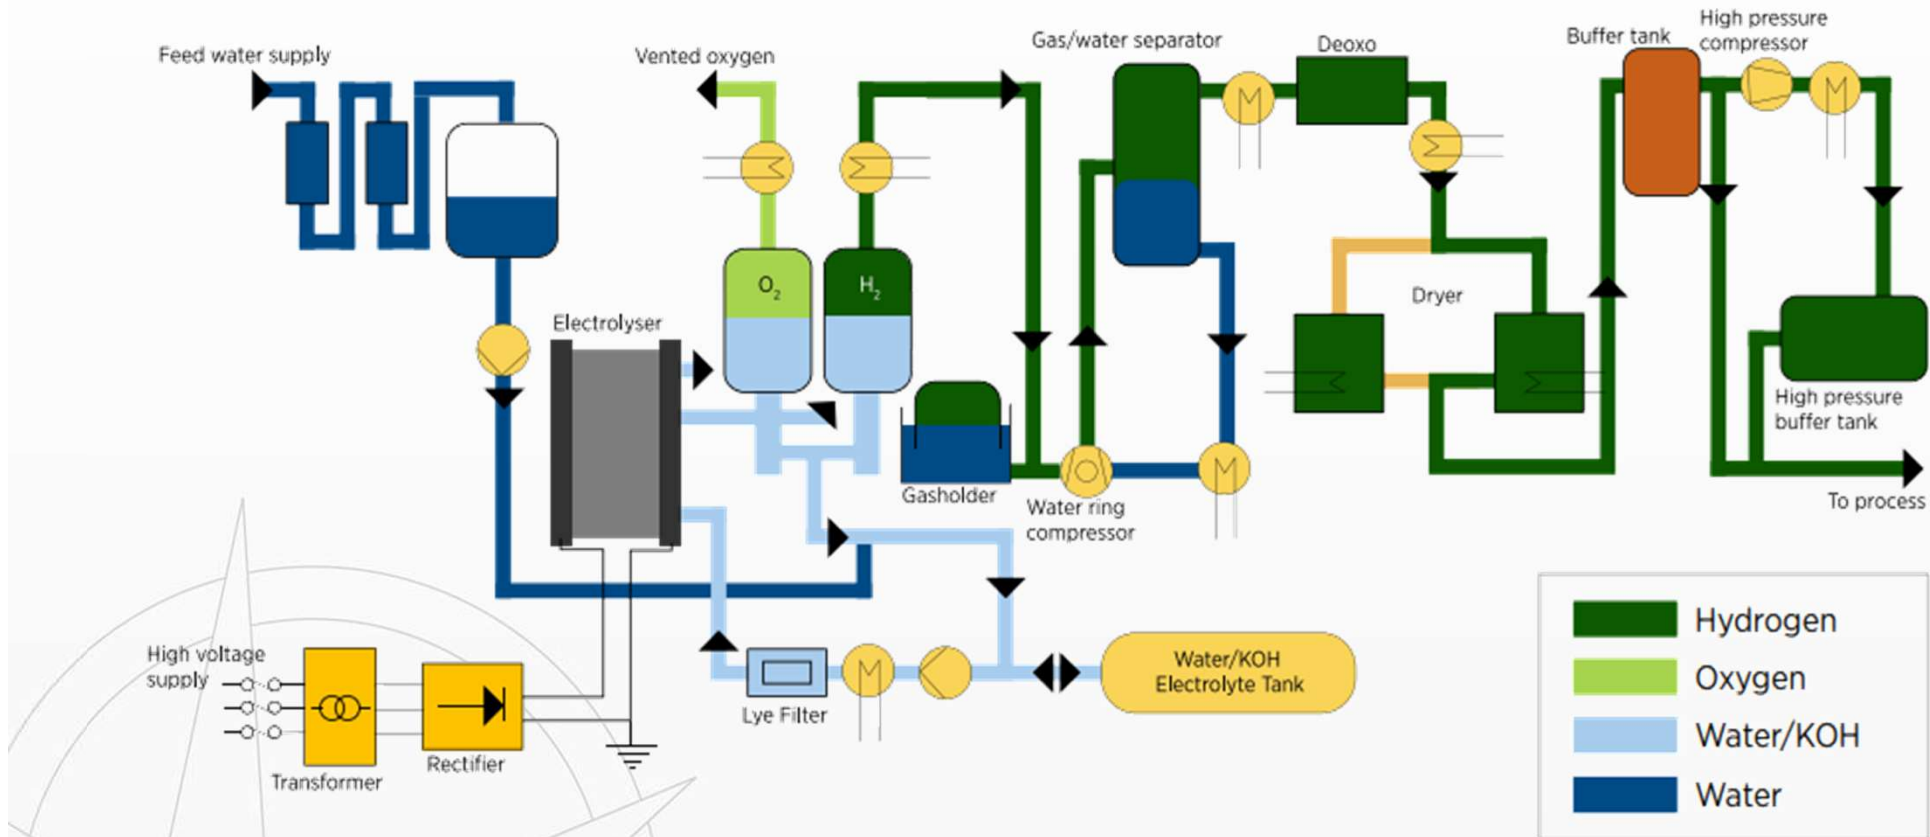 Feed water supply
Vented oxygen
Gas/water separator
Deoxo
Buffer tank
High pressure
compressor
O2
H2
Electrolyser
Dryer
Gasholder
Water ring
compressor
High pressure
buffer tank
To process
High voltage
supply
Transformer
Rectifier
Lye Filter
Water/KOH
Electrolyte Tank
Hydrogen
Oxygen
Water/KOH
Water